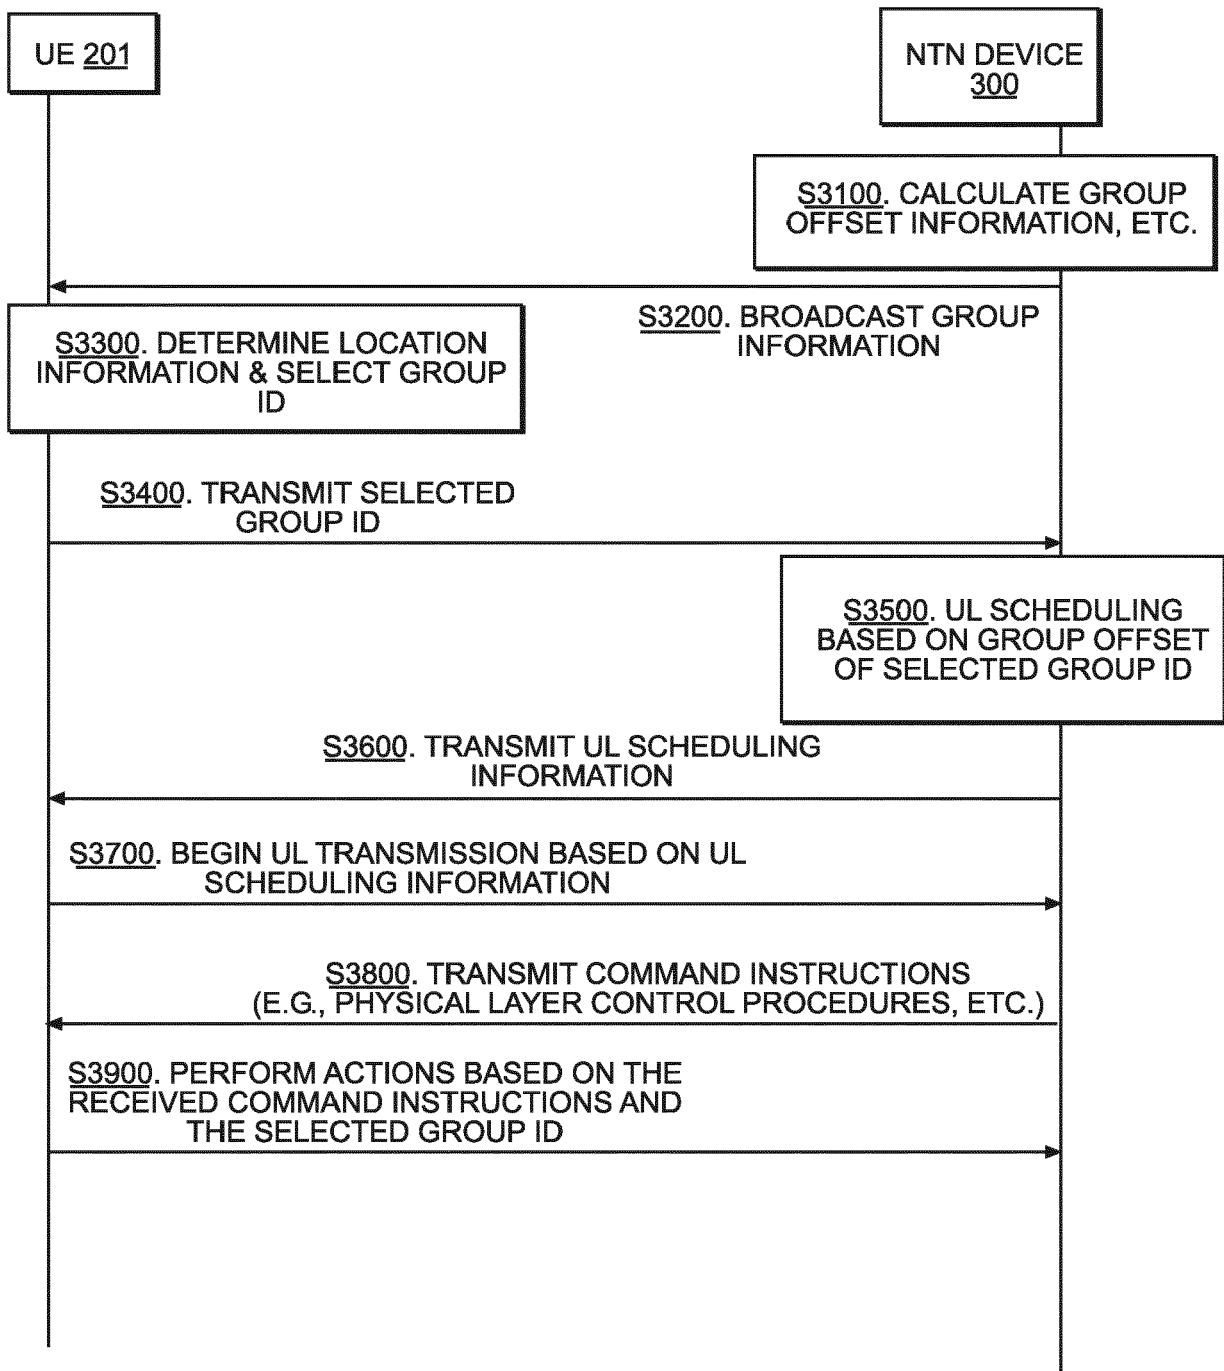 UE 201
NTN DEVICE
300
S3100. CALCULATE GROUP
OFFSET INFORMATION, ETC.
S3200. BROADCAST GROUP
INFORMATION
S3300. DETERMINE LOCATION
INFORMATION & SELECT GROUP
ID
S3400. TRANSMIT SELECTED
GROUP ID
S3500. UL SCHEDULING
BASED ON GROUP OFFSET
OF SELECTED GROUP ID
S3600. TRANSMIT UL SCHEDULING
INFORMATION
S3700. BEGIN UL TRANSMISSION BASED ON UL
SCHEDULING INFORMATION
S3800. TRANSMIT COMMAND INSTRUCTIONS
(E.G., PHYSICAL LAYER CONTROL PROCEDURES, ETC.)
S3900. PERFORM ACTIONS BASED ON THE
RECEIVED COMMAND INSTRUCTIONS AND
THE SELECTED GROUP ID